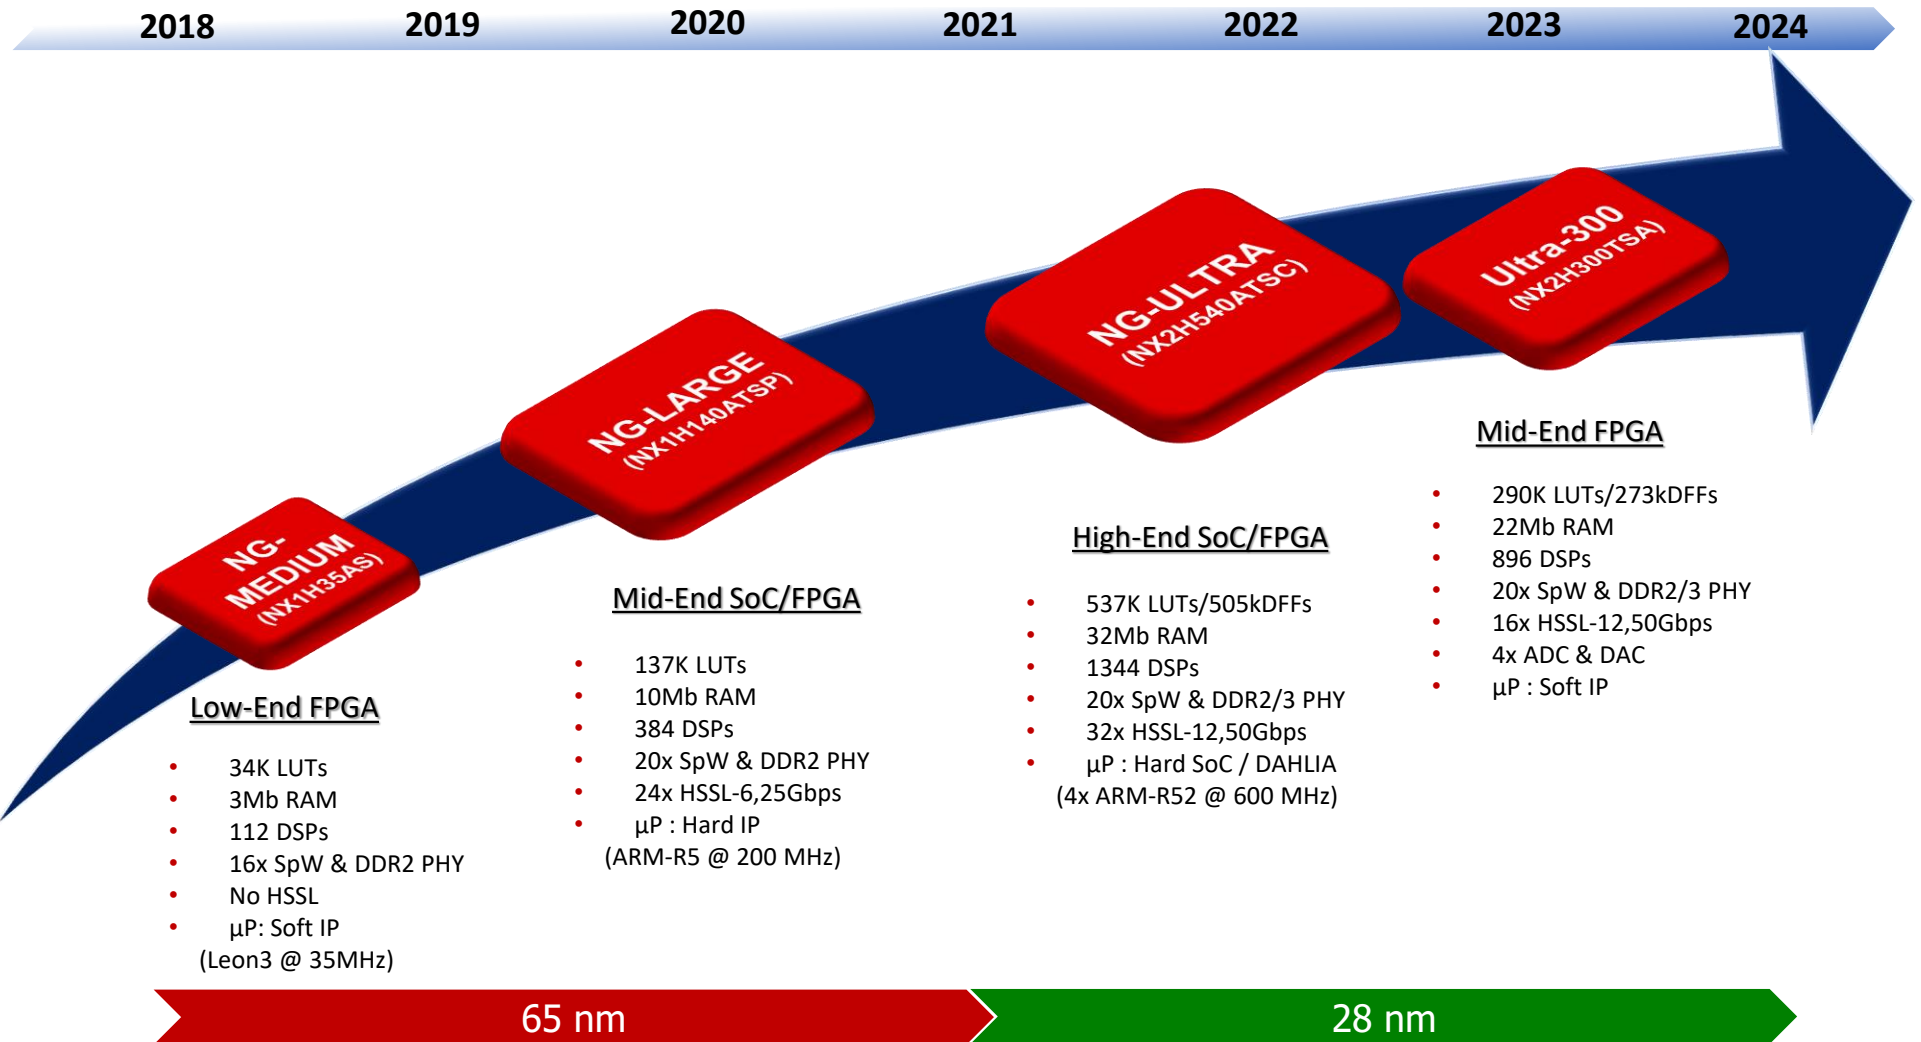 2018 2019 2020 2021 2022 2023 2024
NG-
MEDIUM
(NX1H35AS)
Low-End FPGA
• 34K LUTs
• 3Mb RAM
• 112 DSPs
• 16x SpW & DDR2 PHY
• No HSSL
• µP: Soft IP
(Leon3 @ 35MHz)
NG-LARGE
(NX1H140ATSP)
Mid-End SoC/FPGA
• 137K LUTs
• 10Mb RAM
• 384 DSPs
• 20x SpW & DDR2 PHY
• 24x HSSL-6,25Gbps
• µP : Hard IP
(ARM-R5 @ 200 MHz)
NG-ULTRA
(NX2H540ATSC)
High-End SoC/FPGA
• 537K LUTs/505kDFFs
• 32Mb RAM
• 1344 DSPs
• 20x SpW & DDR2/3 PHY
• 32x HSSL-12,50Gbps
• µP : Hard SoC / DAHLIA
(4x ARM-R52 @ 600 MHz)
Ultra-300
(NX2H300TSA)
Mid-End FPGA
• 290K LUTs/273kDFFs
• 22Mb RAM
• 896 DSPs
• 20x SpW & DDR2/3 PHY
• 16x HSSL-12,50Gbps
• 4x ADC & DAC
• µP : Soft IP
65 nm
28 nm